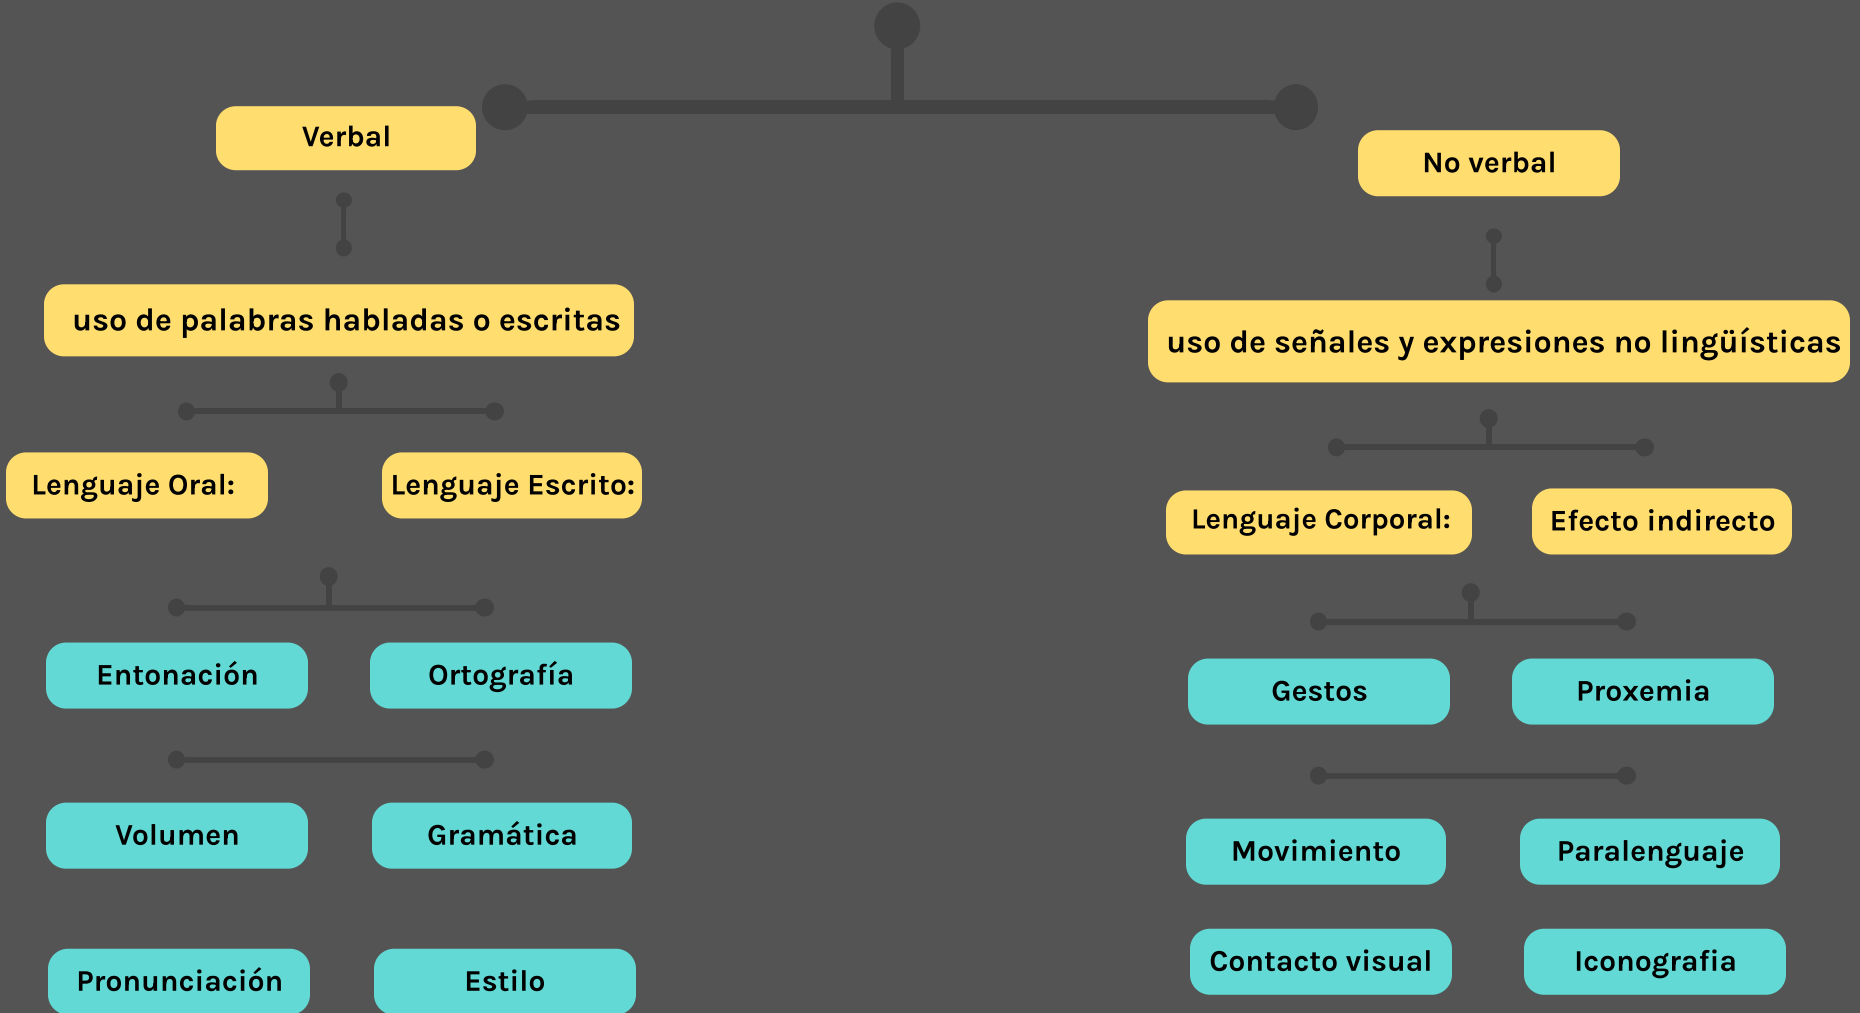 Verbal
No verbal
uso de palabras habladas o escritas
uso de señales y expresiones no lingüísticas
Lenguaje Oral:
Lenguaje Escrito:
Lenguaje Corporal:
Efecto indirecto
Entonación
Ortografía
Gestos
Proxemia
Volumen
Gramática
Movimiento
Paralenguaje
Contacto visual
Iconografia
Pronunciación
Estilo